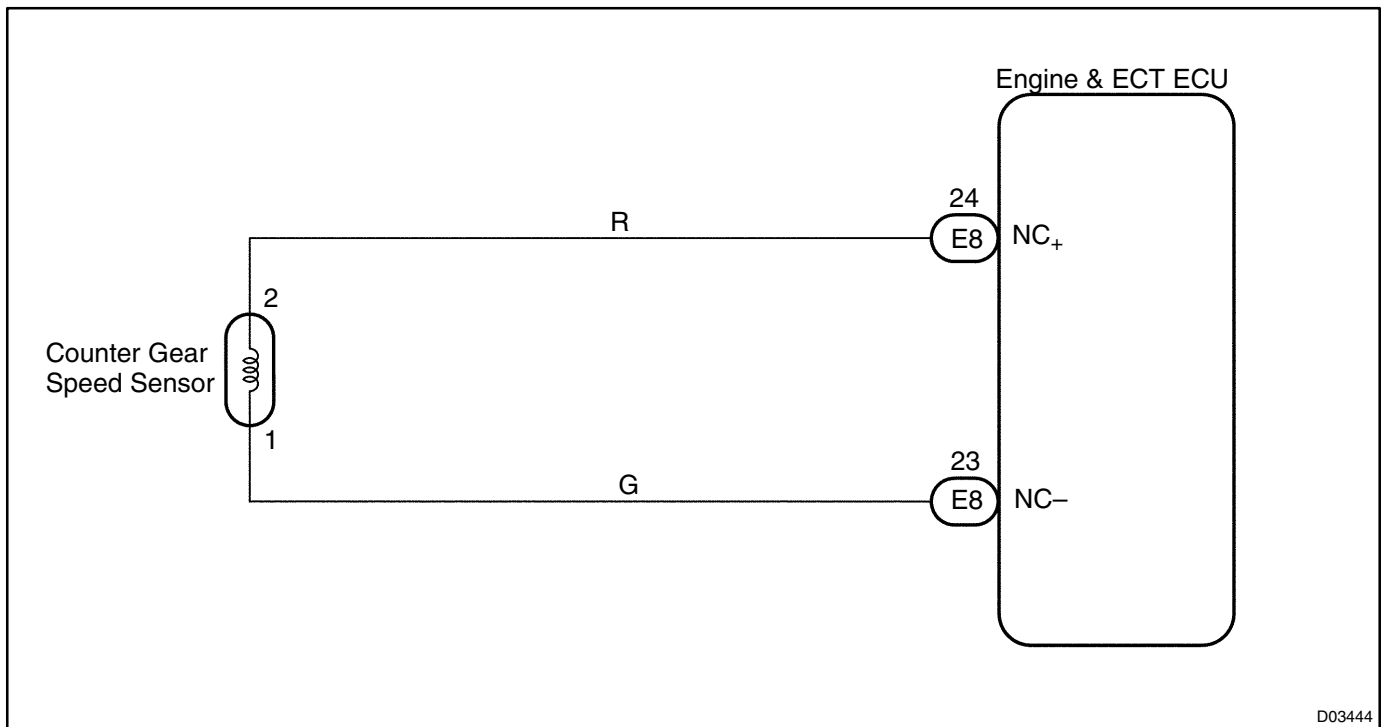 Engine & ECT ECU
24
R
E8
NC+
2
Counter Gear
Speed Sensor
1
23
G
E8
NC–
D03444